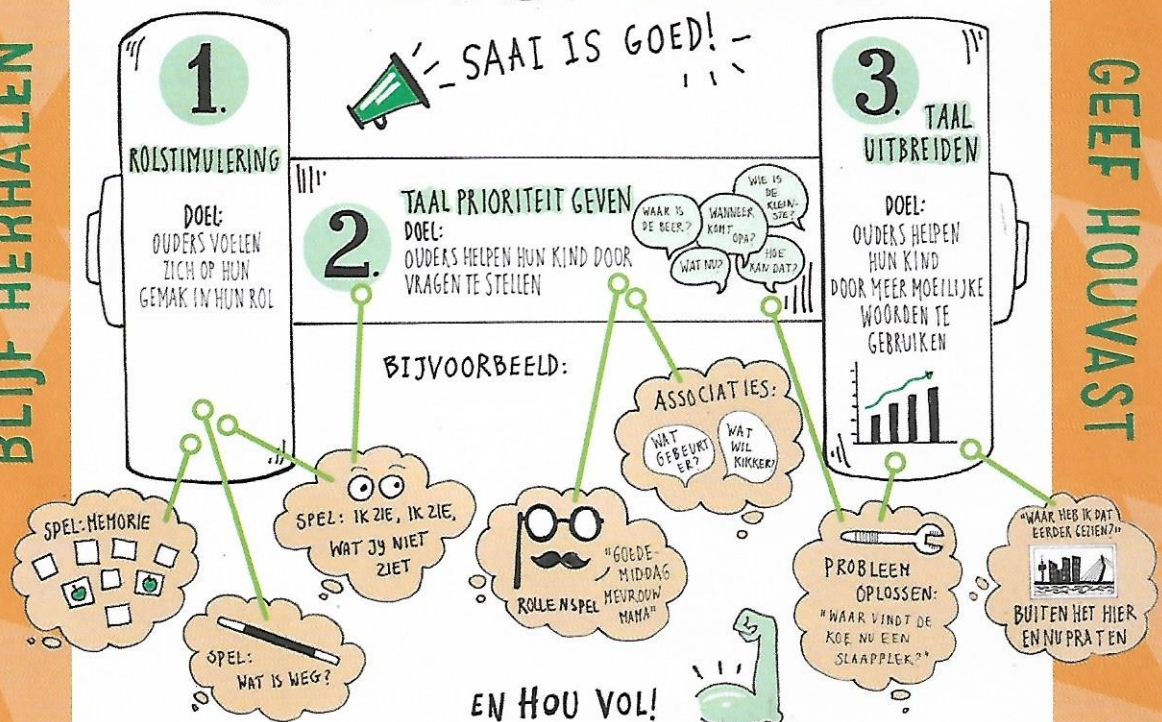 BLIJF HERHALEN
SAAI IS GOED!
1.
ROLSTIMULERING
DOEL:
OUDERS VOELEN
ZICH OP HUN
GEMAK IN HUN ROL
2.
TAAL PRIORITEIT GEVEN
DOEL:
OUDERS HELPEN HUN KIND DOOR
VRAGEN TE STELLEN
WAAR IS
DE BEER?
WANNEER
KOMT
OPA?
WIE IS
DE
KLEIN-
STE?
WAT NU?
HOE
KAN DAT?
3.
TAAL
UITBREIDEN
DOEL:
OUDERS HELPEN
HUN KIND
DOOR MEER MOEILIJKE
WOORDEN TE
GEBRUIKEN
GEEF HOUVAST
BIJVOORBEELD:
SPEL: MEMORIE
SPEL:
WAT IS WEG?
SPEL: IK ZIE, IK ZIE,
WAT JY NIET
ZIET
ROLLENSPEL
"GOEDE-
MIDDAG
MEVROUW
MAMA"
ASSOCIATIES:
WAT
GEBEURT
ER?
WAT
WIL
KIKKER?
PROBLEEM
OPLOSSEN:
"WAAR VINDT DE
KOE NU EEN
SLAAPPLEK?"
"WAAR HEB IK DAT
EERDER GEZIEN?"
BUITEN HET HIER
EN NU PRATEN
EN HOU VOL!